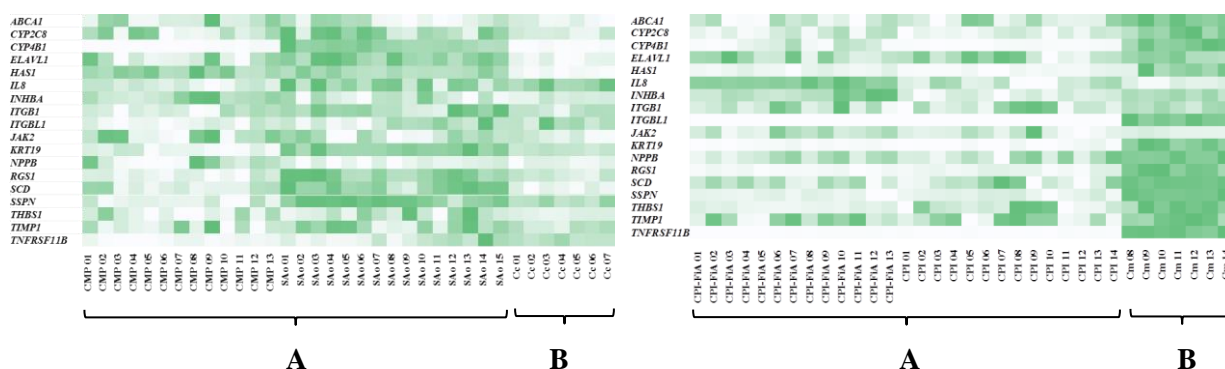 ABCA1
CYP2C8
CYP4B1
ELAVL1
HAS1
IL8
INHBA
ITGB1
ITGBL1
JAK2
KRT19
NPPB
RGS1
SCD
SSPN
THBS1
TIMP1
TNFRSF11B
CMP 01
CMP 02
CMP 03
CMP 04
CMP 05
CMP 06
CMP 07
CMP 08
CMP 09
CMP 10
CMP 11
CMP 12
CMP 13
SAo 01
SAo 02
SAo 03
SAo 04
SAo 05
SAo 06
SAo 07
SAo 08
SAo 09
SAo 10
SAo 11
SAo 12
SAo 13
SAo 14
SAo 15
Cc 01
Cc 02
Cc 03
Cc 04
Cc 05
Cc 06
Cc 07
A
B
ABCA1
CYP2C8
CYP4B1
ELAVL1
HAS1
IL8
INHBA
ITGB1
ITGBL1
JAK2
KRT19
NPPB
RGS1
SCD
SSPN
THBS1
TIMP1
TNFRSF11B
CPI-FIA 01
CPI-FIA 02
CPI-FIA 03
CPI-FIA 04
CPI-FIA 05
CPI-FIA 06
CPI-FIA 07
CPI-FIA 08
CPI-FIA 09
CPI-FIA 10
CPI-FIA 11
CPI-FIA 12
CPI-FIA 13
CPI 01
CPI 02
CPI 03
CPI 04
CPI 05
CPI 06
CPI 07
CPI 08
CPI 09
CPI 10
CPI 11
CPI 12
CPI 13
CPI 14
Cm 08
Cm 09
Cm 10
Cm 11
Cm 12
Cm 13
A
B